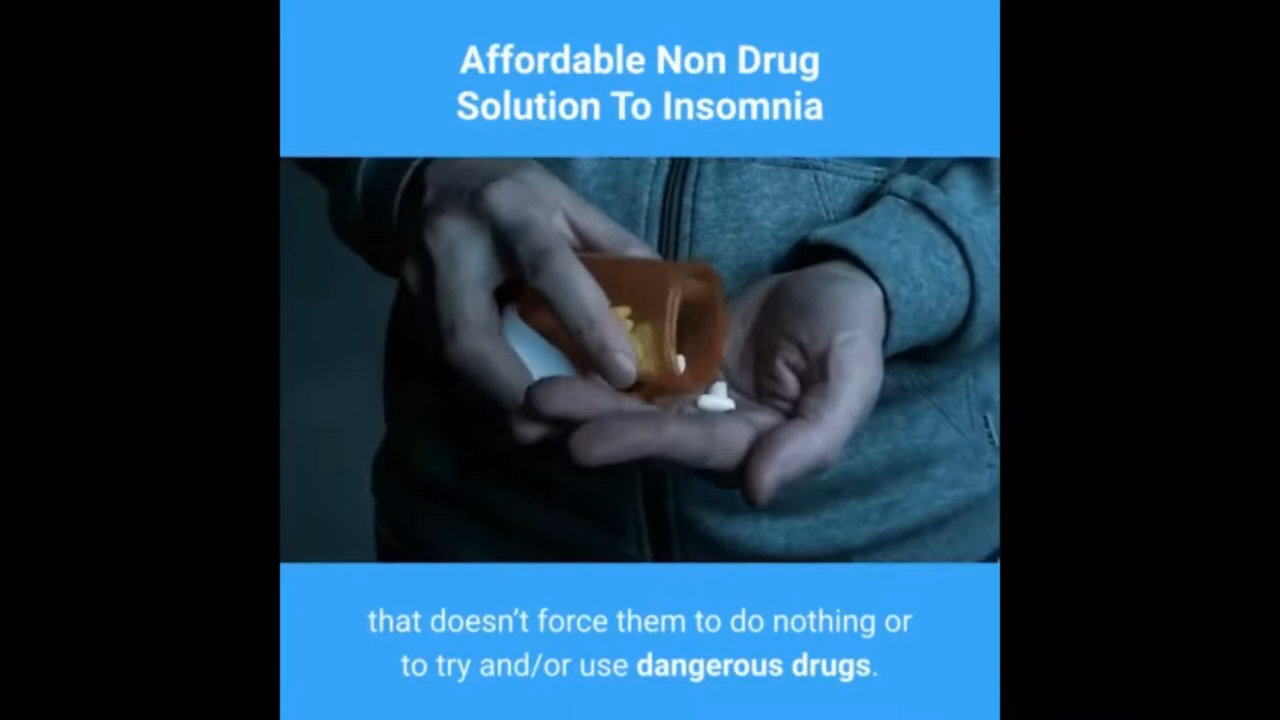 Affordable Non Drug
Solution To Insomnia
that doesn’t force them to do nothing or
to try and/or use dangerous drugs.